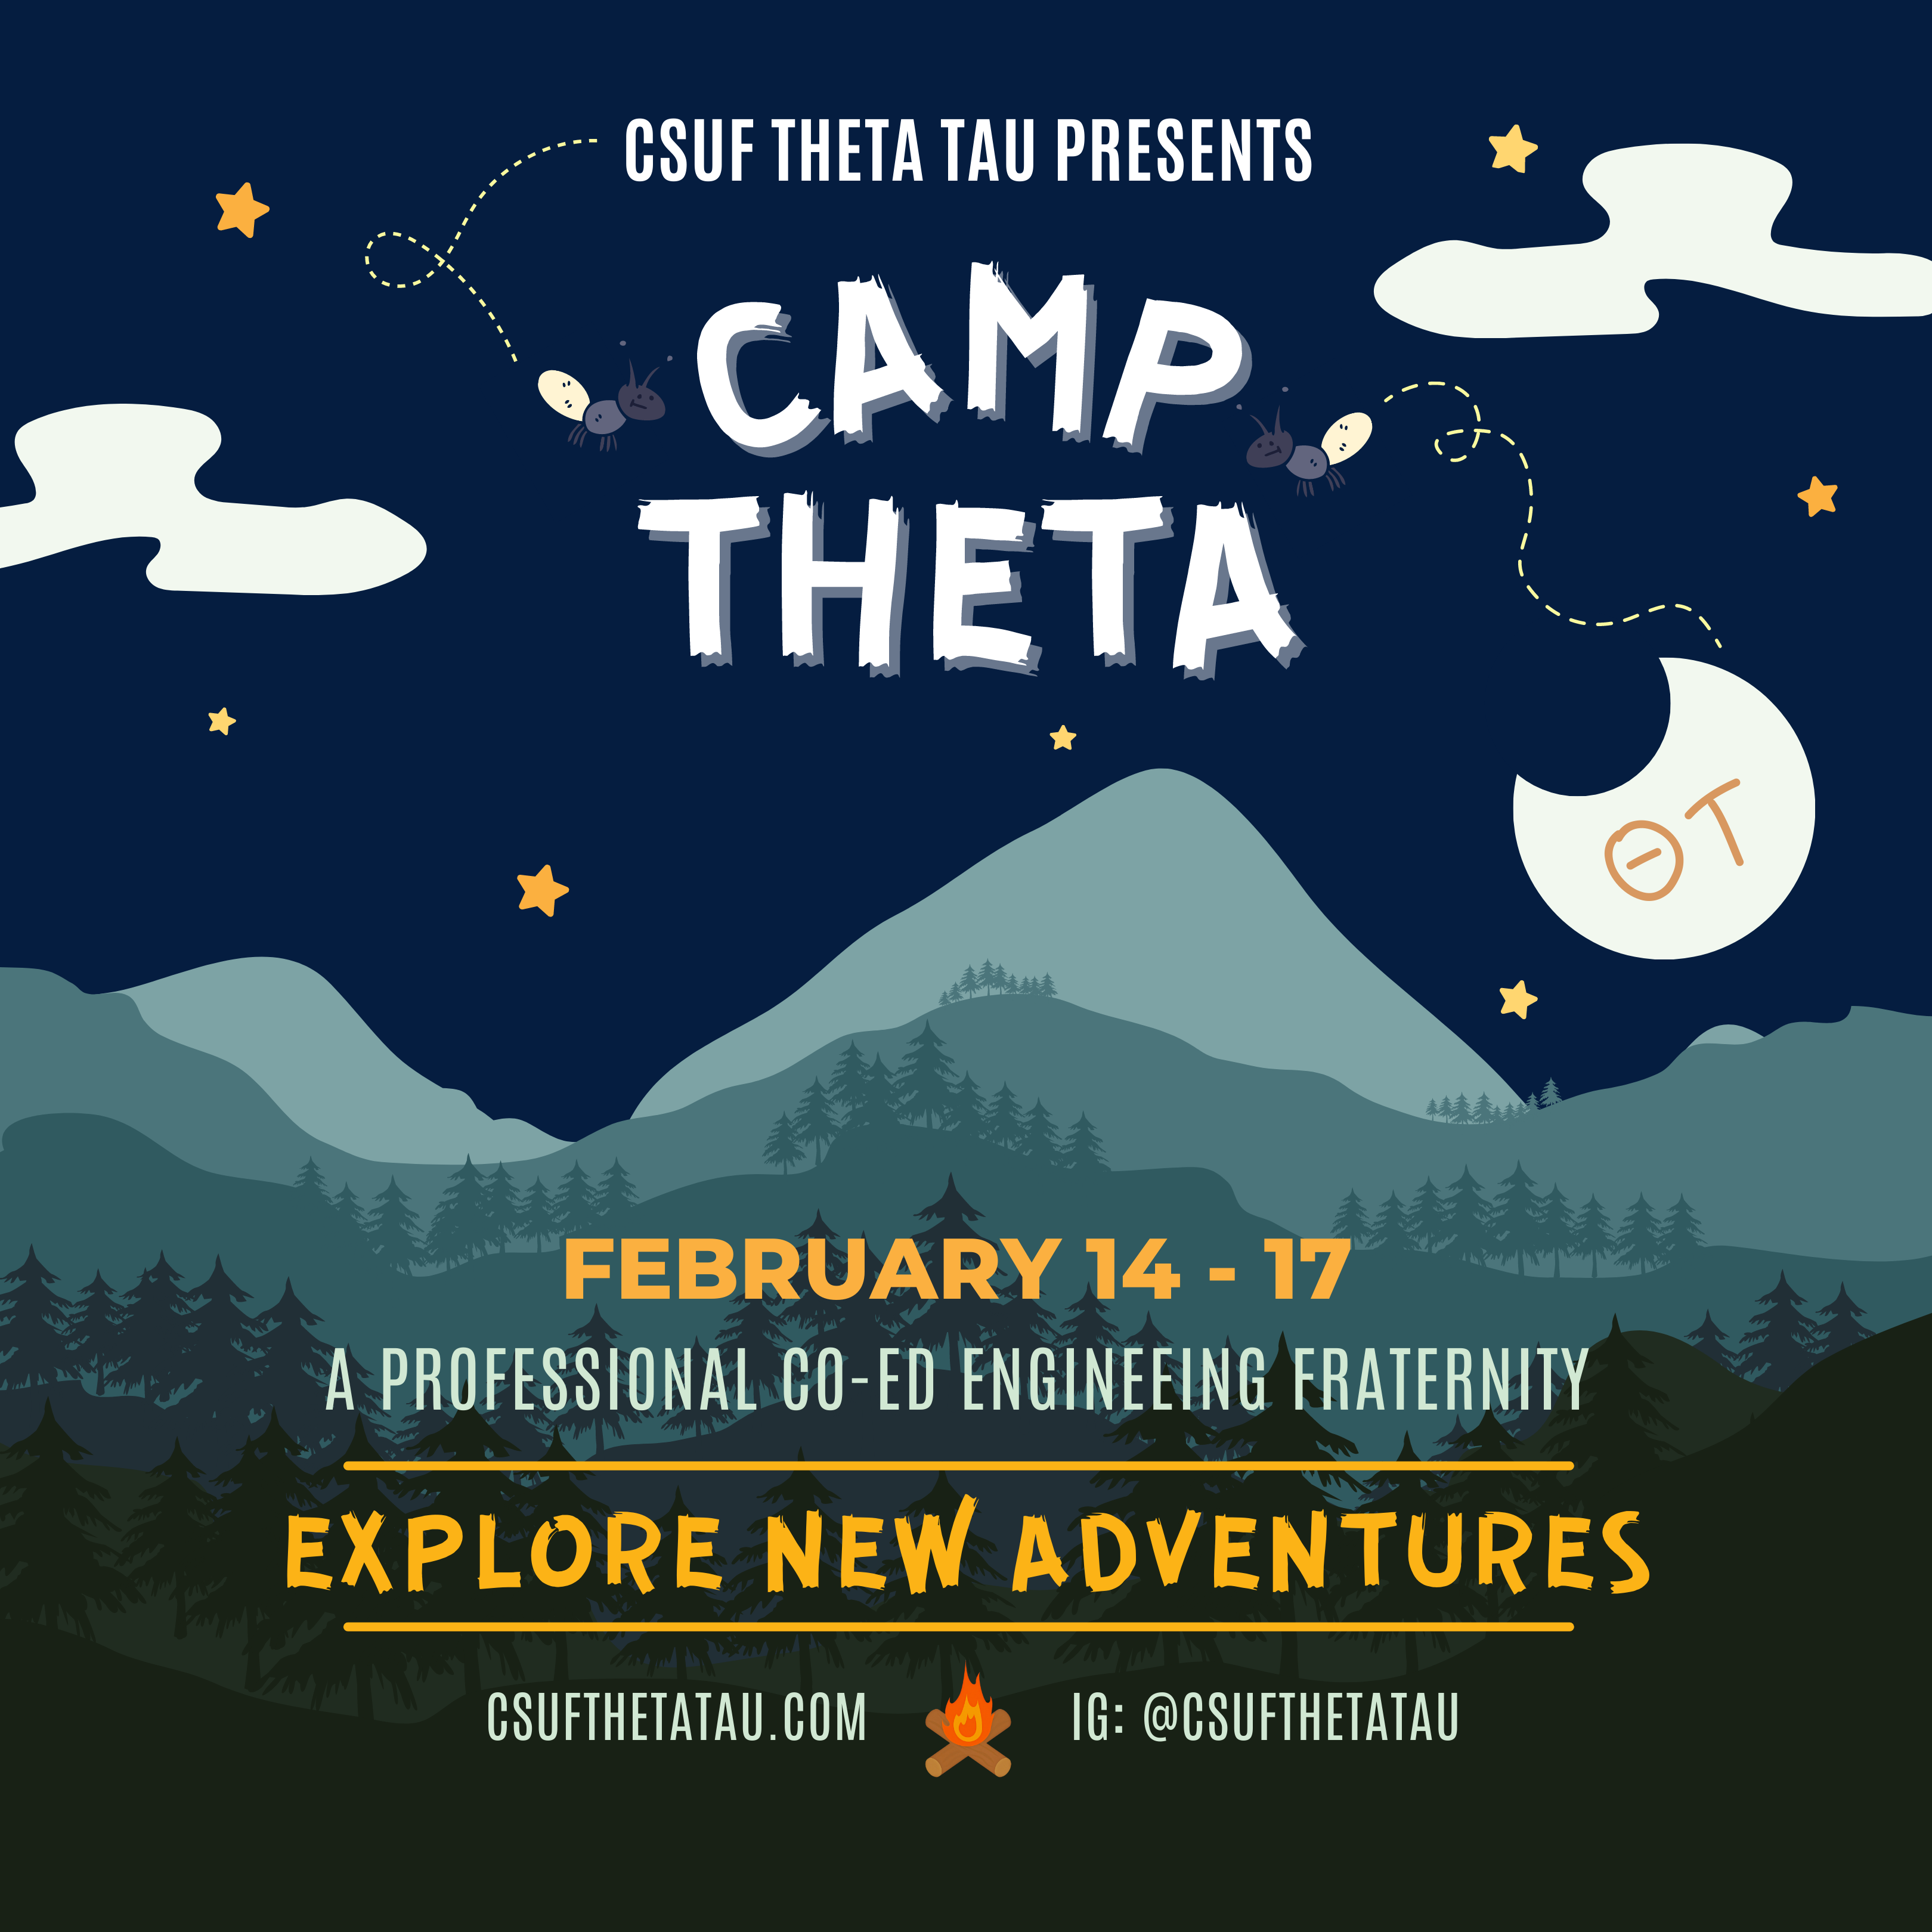 CSUF THETA TAU PRESENTS
CAMP
THETA
ΘΤ
FEBRUARY 14 - 17
A PROFESSIONAL CO-ED ENGINEEING FRATERNITY
EXPLORE NEW ADVENTURES
CSUFTHETATAU.COM
IG: @CSUFTHETATAU